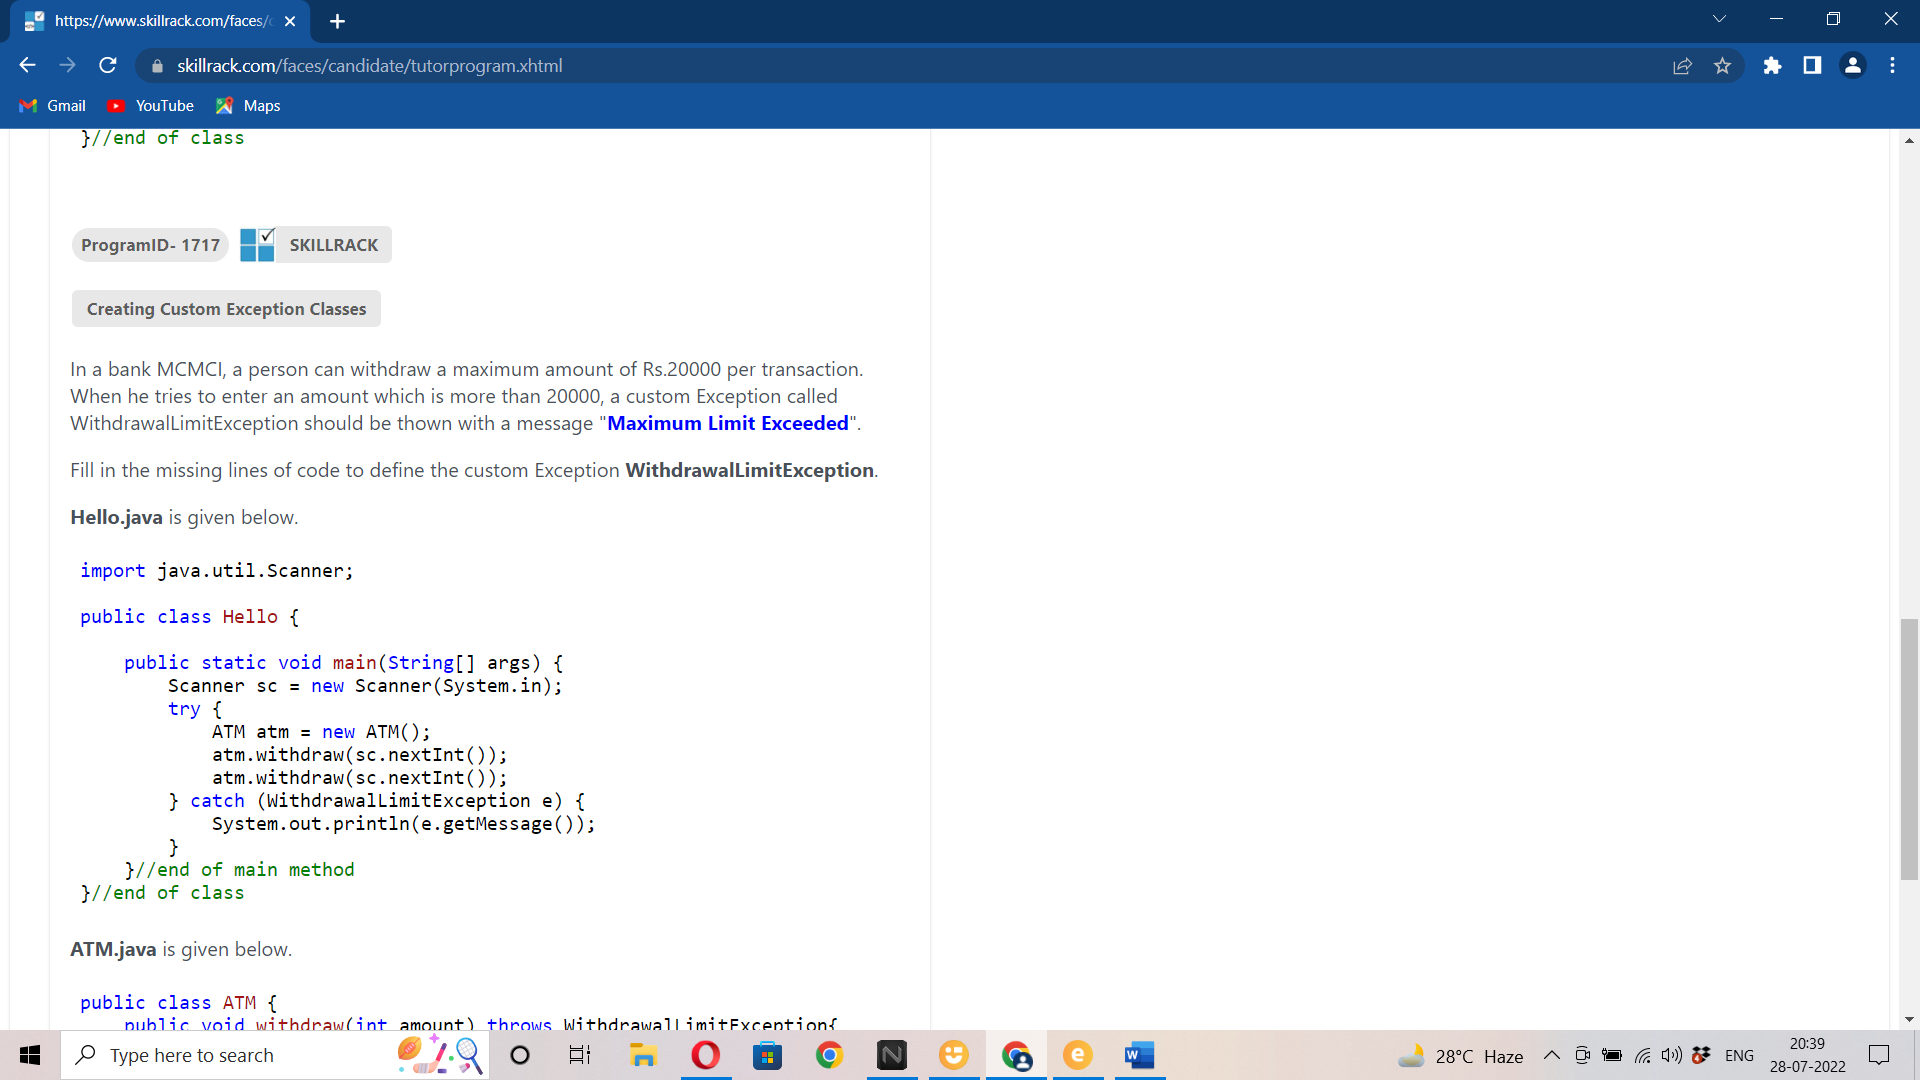 https://www.skillrack.com/faces/c
skillrack.com/faces/candidate/tutorprogram.xhtml
Gmail YouTube Maps
}//end of class
ProgramID- 1717 SKILLRACK
Creating Custom Exception Classes
In a bank MCMCI, a person can withdraw a maximum amount of Rs.20000 per transaction.
When he tries to enter an amount which is more than 20000, a custom Exception called
WithdrawalLimitException should be thown with a message "Maximum Limit Exceeded".
Fill in the missing lines of code to define the custom Exception WithdrawalLimitException.
Hello.java is given below.
import java.util.Scanner;
public class Hello {
public static void main(String[] args) {
Scanner sc = new Scanner(System.in);
try {
ATM atm = new ATM();
atm.withdraw(sc.nextInt());
atm.withdraw(sc.nextInt());
} catch (WithdrawalLimitException e) {
System.out.println(e.getMessage());
}
}//end of main method
}//end of class
ATM.java is given below.
public class ATM {
public void withdraw(int amount) throws WithdrawalLimitException{
Type here to search
28°C Haze
ENG
20:39
28-07-2022